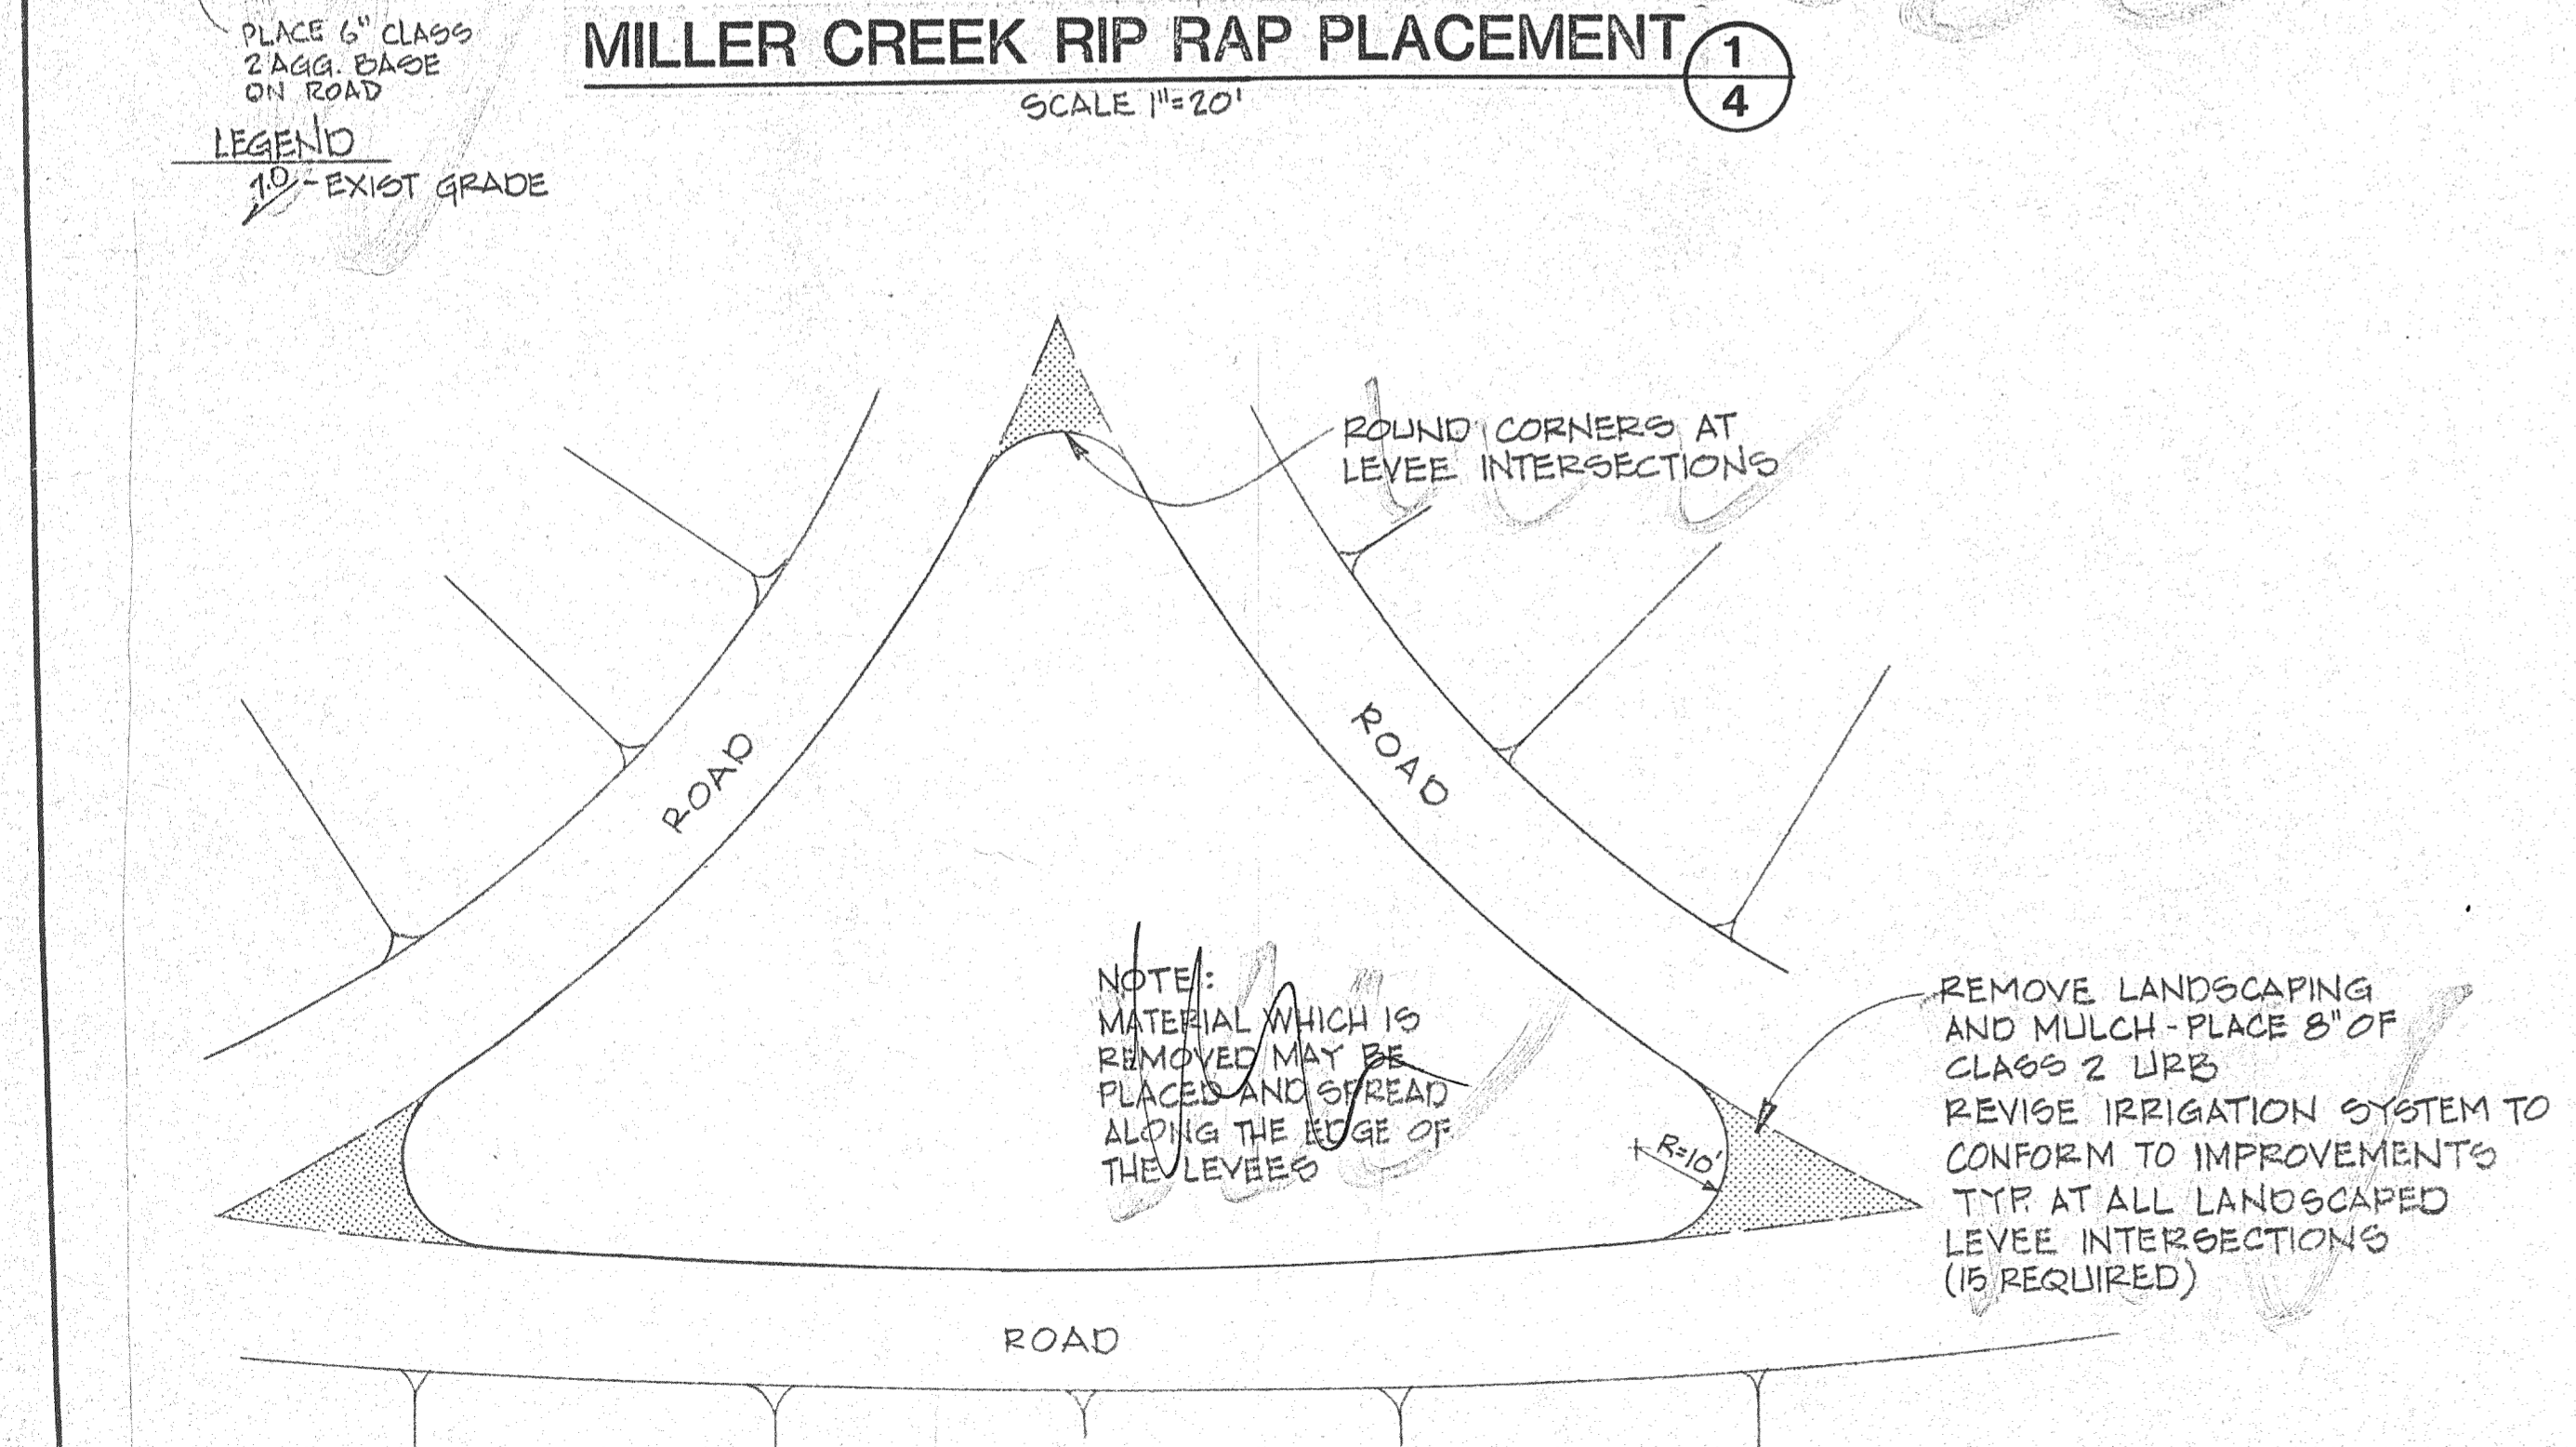 PLACE 6" CLASS
2 AGG. BASE
ON ROAD
LEGEND
7.0 - EXIST GRADE
MILLER CREEK RIP RAP PLACEMENT
1
4
SCALE 1"=20'
ROUND CORNERS AT
LEVEE INTERSECTIONS
ROAD
ROAD
NOTE:
MATERIAL WHICH IS
REMOVED MAY BE
PLACED AND SPREAD
ALONG THE EDGE OF
THE LEVEES
R=10'
REMOVE LANDSCAPING
AND MULCH - PLACE 8" OF
CLASS 2 URB
REVISE IRRIGATION SYSTEM TO
CONFORM TO IMPROVEMENTS
TYP. AT ALL LANDSCAPED
LEVEE INTERSECTIONS
(15 REQUIRED)
ROAD